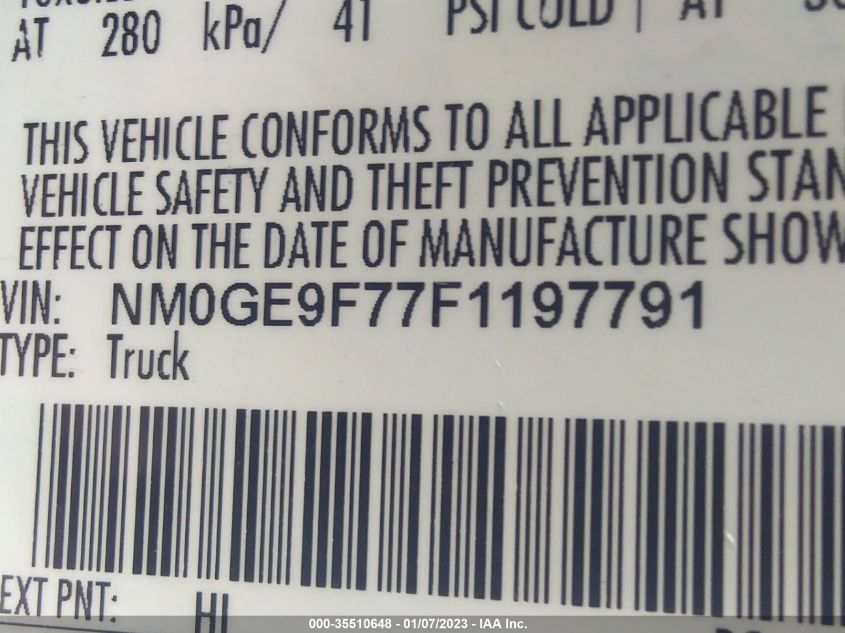 AT 280 kPa/ 41 PSI COLD | AT
THIS VEHICLE CONFORMS TO ALL APPLICABLE
VEHICLE SAFETY AND THEFT PREVENTION STAN
EFFECT ON THE DATE OF MANUFACTURE SHOW
VIN: NM0GE9F77F1197791
TYPE: Truck
EXT PNT: HI
000-35510648 - 01/07/2023 - IAA Inc.